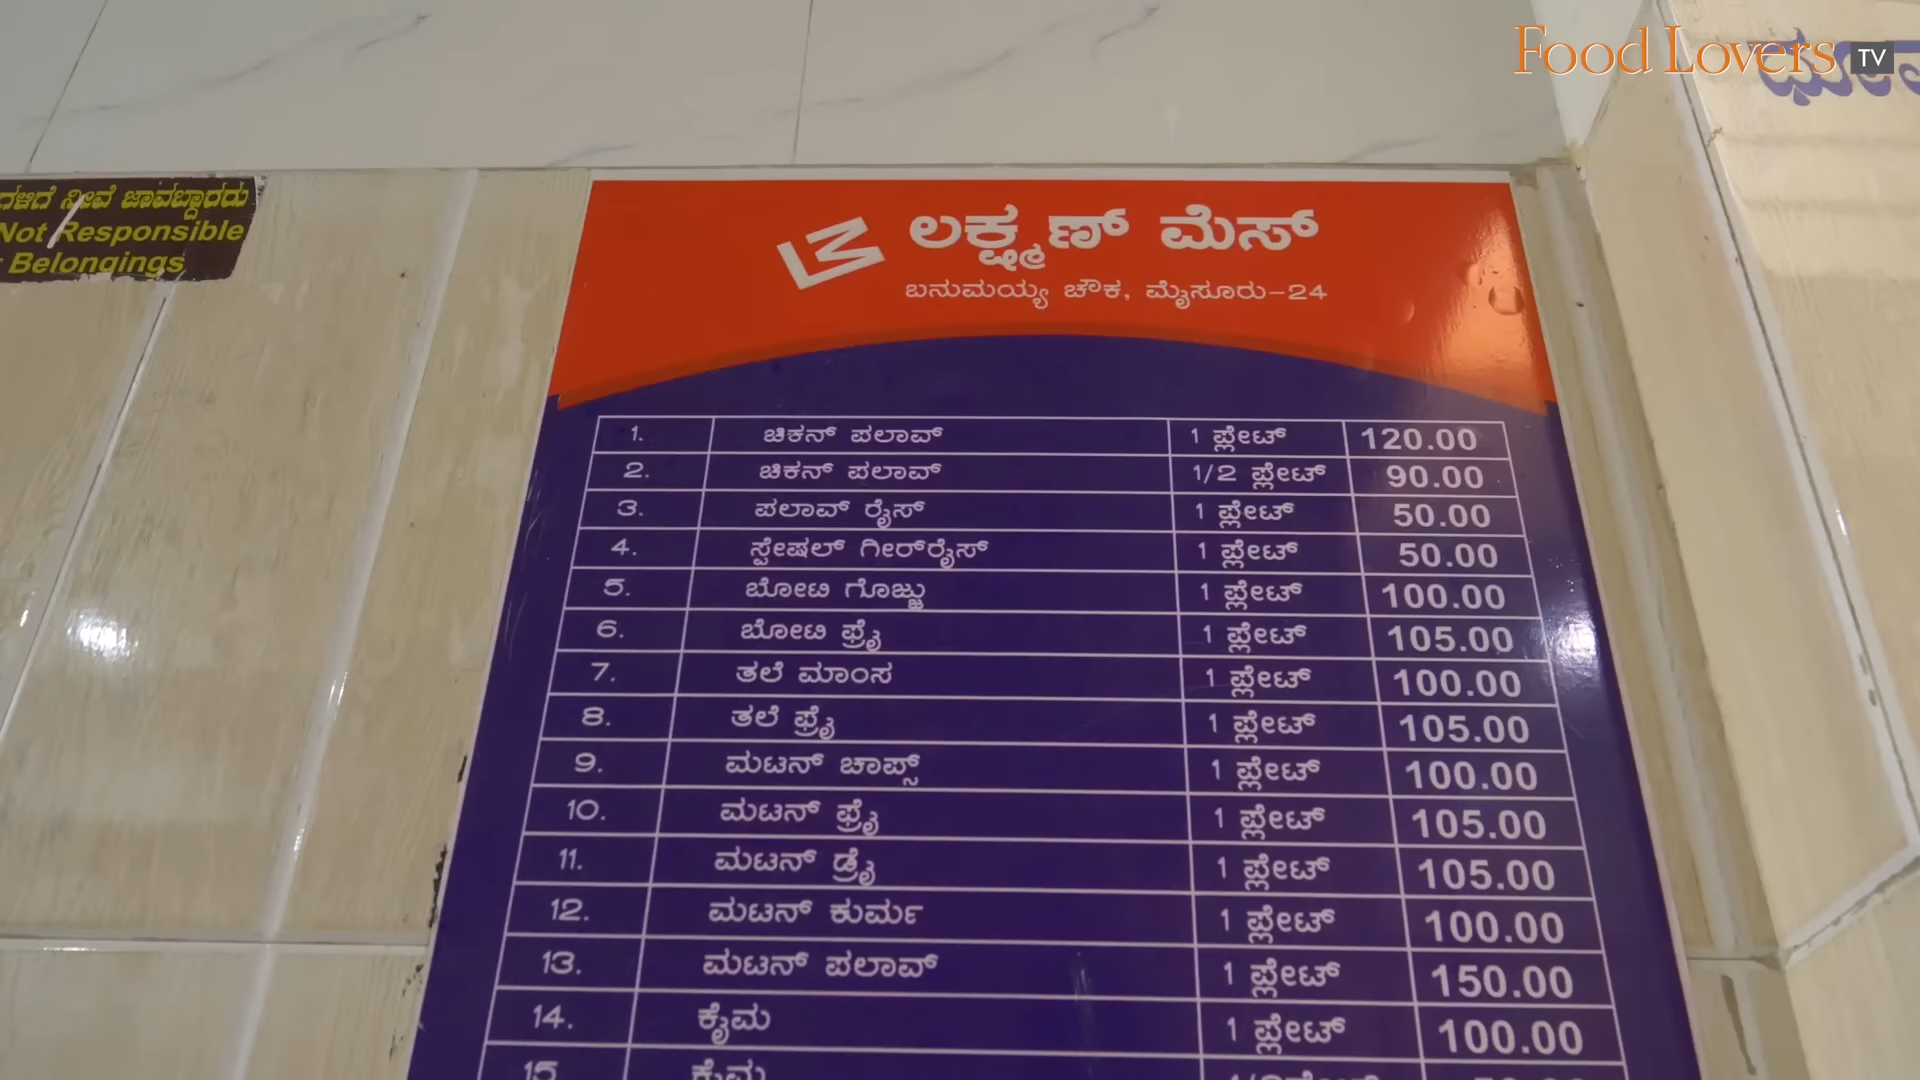 Food Lovers TV
ಗಳಿಗೆ ನೀವೆ ಜಾವಬ್ದಾರರು
Not Responsible
Belongings
LM ಲಕ್ಷ್ಮಣ್ ಮೆಸ್
ಬನುಮಯ್ಯ ಚೌಕ, ಮೈಸೂರು-24
1. ಚಿಕನ್ ಪಲಾವ್ 1 ಪ್ಲೇಟ್ 120.00
2. ಚಿಕನ್ ಪಲಾವ್ 1/2 ಪ್ಲೇಟ್ 90.00
3. ಪಲಾವ್ ರೈಸ್ 1 ಪ್ಲೇಟ್ 50.00
4. ಸ್ಪೇಷಲ್ ಗೀರ್‌ರೈಸ್ 1 ಪ್ಲೇಟ್ 50.00
5. ಬೋಟಿ ಗೊಜ್ಜು 1 ಪ್ಲೇಟ್ 100.00
6. ಬೋಟಿ ಫ್ರೈ 1 ಪ್ಲೇಟ್ 105.00
7. ತಲೆ ಮಾಂಸ 1 ಪ್ಲೇಟ್ 100.00
8. ತಲೆ ಫ್ರೈ 1 ಪ್ಲೇಟ್ 105.00
9. ಮಟನ್ ಚಾಪ್ಸ್ 1 ಪ್ಲೇಟ್ 100.00
10. ಮಟನ್ ಫ್ರೈ 1 ಪ್ಲೇಟ್ 105.00
11. ಮಟನ್ ಡ್ರೈ 1 ಪ್ಲೇಟ್ 105.00
12. ಮಟನ್ ಕುರ್ಮ 1 ಪ್ಲೇಟ್ 100.00
13. ಮಟನ್ ಪಲಾವ್ 1 ಪ್ಲೇಟ್ 150.00
14. ಕೈಮ 1 ಪ್ಲೇಟ್ 100.00
15. ಕೈಮ